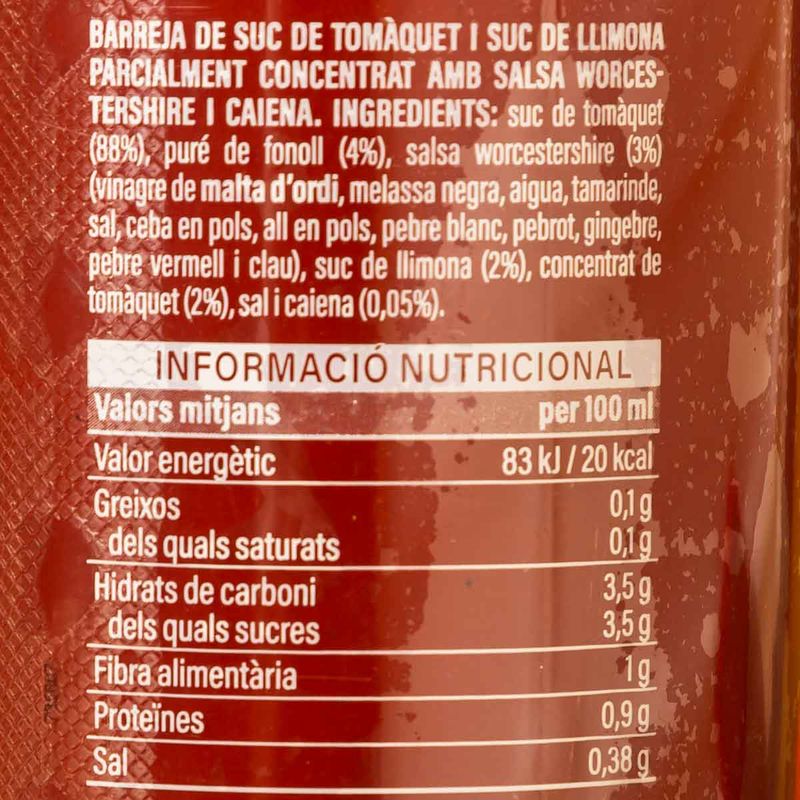 BARREJA DE SUC DE TOMÀQUET I SUC DE LLIMONA
PARCIALMENT CONCENTRAT AMB SALSA WORCES-
TERSHIRE I CAIENA. INGREDIENTS: suc de tomàquet
(88%), puré de fonoll (4%), salsa worcestershire (3%)
(vinagre de malta d'ordi, melassa negra, aigua, tamarinde,
sal, ceba en pols, all en pols, pebre blanc, pebrot, gingebre,
pebre vermell i clau), suc de llimona (2%), concentrat de
tomàquet (2%), sal i caiena (0,05%).
INFORMACIÓ NUTRICIONAL
Valors mitjans per 100 ml
Valor energètic 83 kJ / 20 kcal
Greixos 0,1 g
dels quals saturats 0,1 g
Hidrats de carboni 3,5 g
dels quals sucres 3,5 g
Fibra alimentària 1 g
Proteïnes 0,9 g
Sal 0,38 g